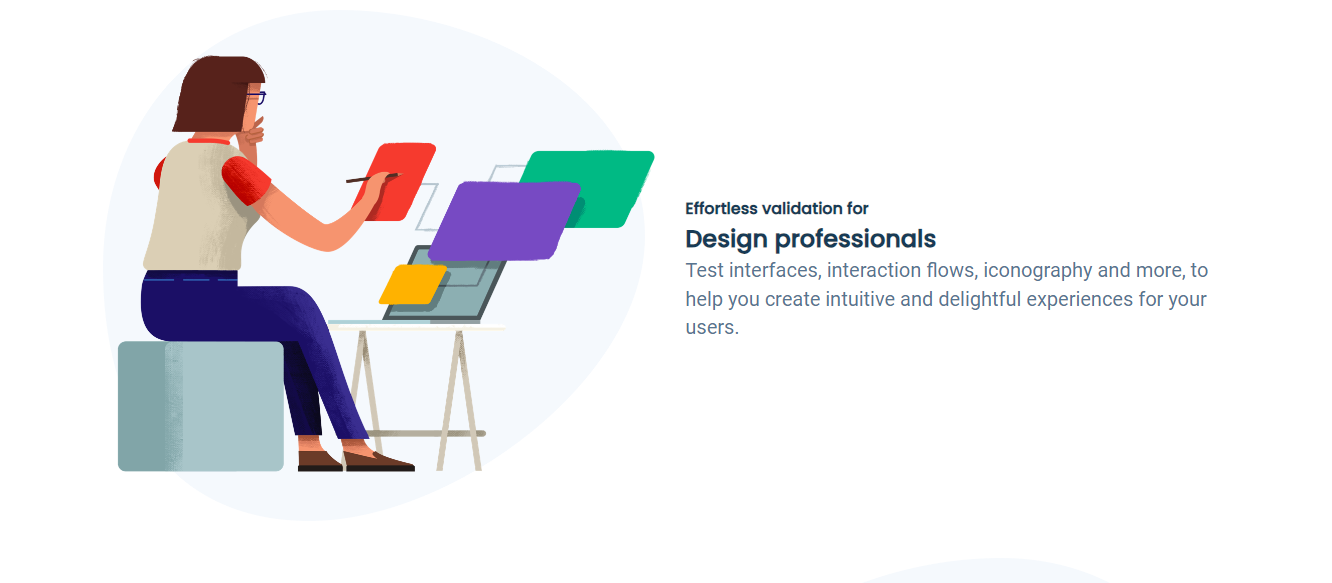 Effortless validation for
Design professionals
Test interfaces, interaction flows, iconography and more, to
help you create intuitive and delightful experiences for your
users.